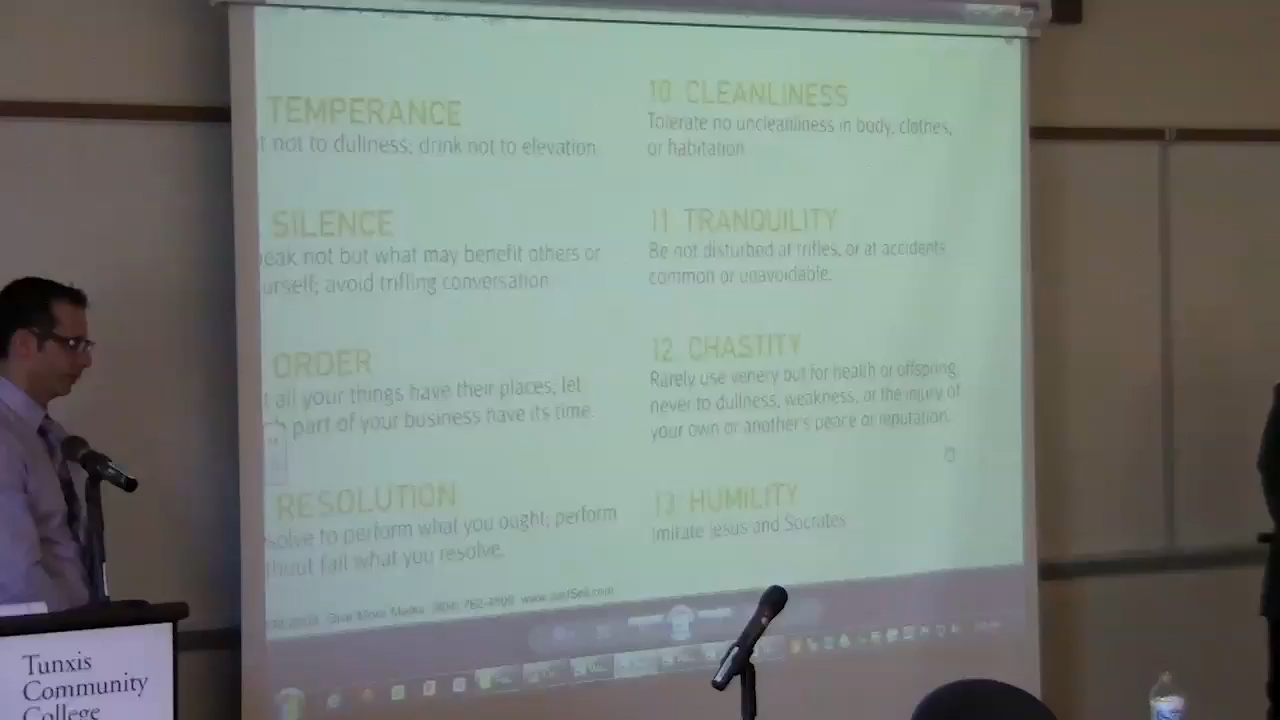 TEMPERANCE
t not to dullness; drink not to elevation.
SILENCE
eak not but what may benefit others or
urself; avoid trifling conversation.
ORDER
t all your things have their places, let
part of your business have its time.
RESOLUTION
solve to perform what you ought; perform
thout fail what you resolve.
10 CLEANLINESS
Tolerate no uncleanliness in body, clothes,
or habitation.
11 TRANQUILITY
Be not disturbed at trifles, or at accidents
common or unavoidable.
12 CHASTITY
Rarely use venery but for health or offspring,
never to dullness, weakness, or the injury of
your own or another's peace or reputation.
13 HUMILITY
Imitate Jesus and Socrates.
www.justSell.com
Tunxis
Community
College